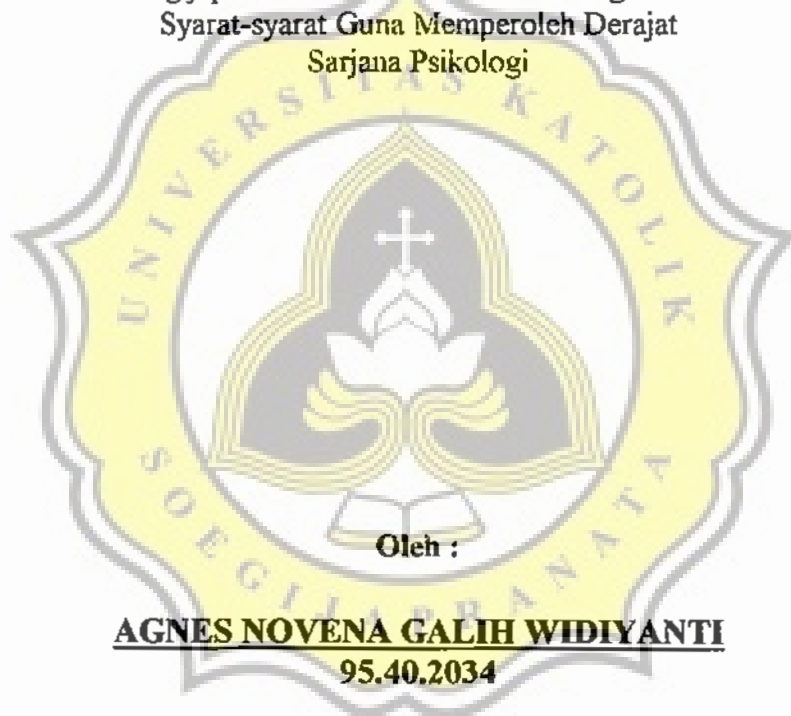 Syarat-syarat Guna Memperoleh Derajat
Sarjana Psikologi
UNIVERSITAS KATOLIK
SOEGIJAPRANATA
Oleh :
AGNES NOVENA GALIH WIDIYANTI
95.40.2034